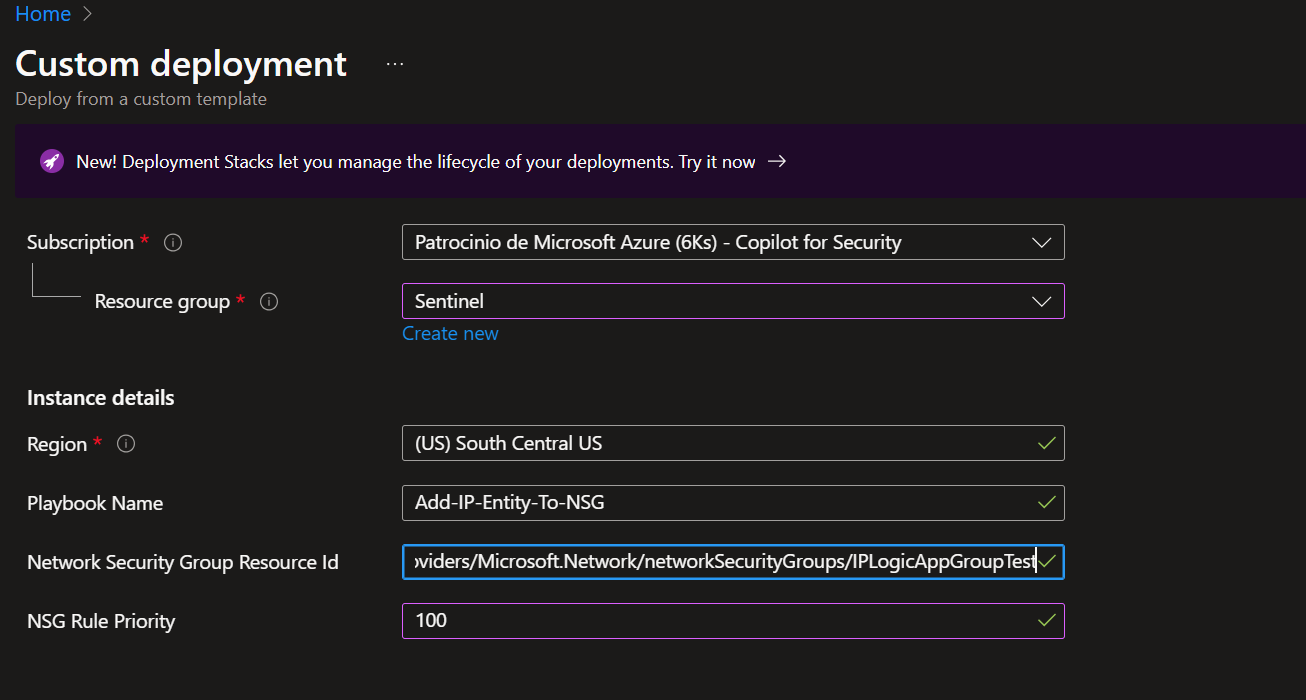 Home >
Custom deployment ...
Deploy from a custom template
New! Deployment Stacks let you manage the lifecycle of your deployments. Try it now →
Subscription * Patrocinio de Microsoft Azure (6Ks) - Copilot for Security
Resource group * Sentinel
Create new
Instance details
Region * (US) South Central US
Playbook Name Add-IP-Entity-To-NSG
Network Security Group Resource Id oviders/Microsoft.Network/networkSecurityGroups/IPLogicAppGroupTest
NSG Rule Priority 100